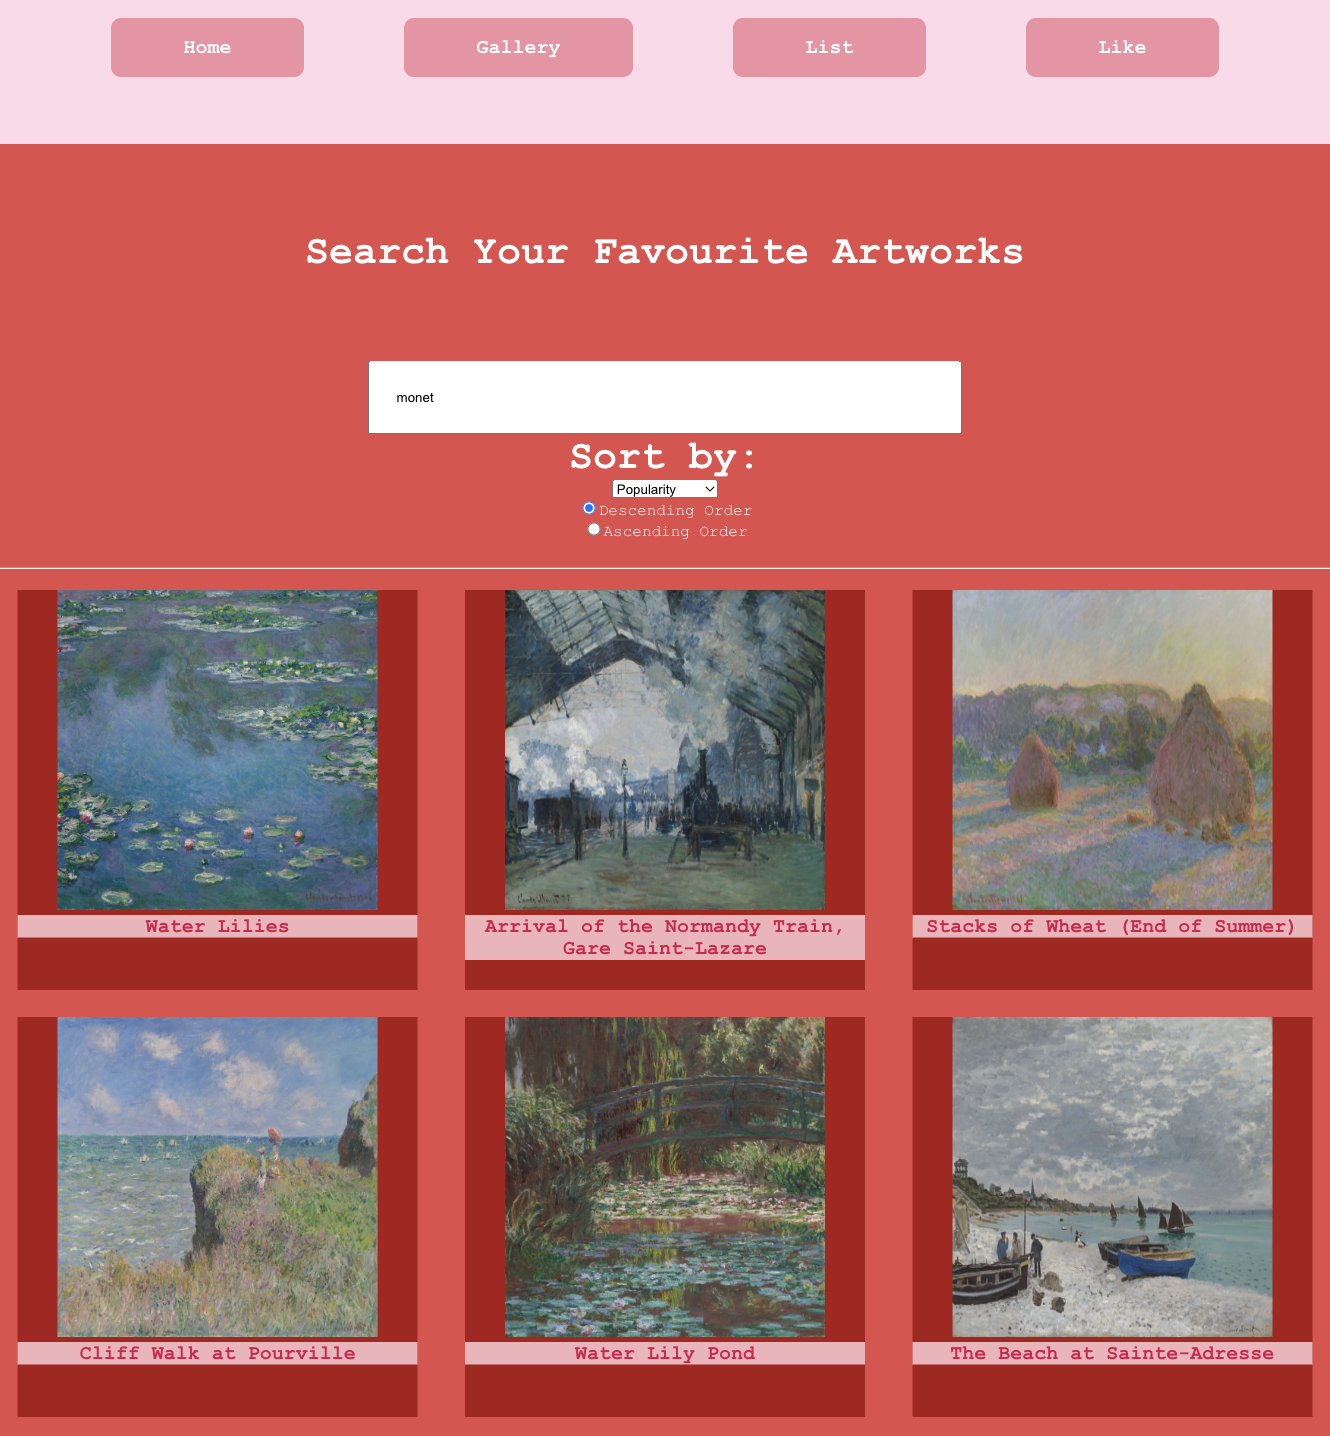 Home
Gallery
List
Like
Search Your Favourite Artworks
monet
Sort by:
Popularity
Descending Order
Ascending Order
Water Lilies
Arrival of the Normandy Train,
Gare Saint-Lazare
Stacks of Wheat (End of Summer)
Cliff Walk at Pourville
Water Lily Pond
The Beach at Sainte-Adresse